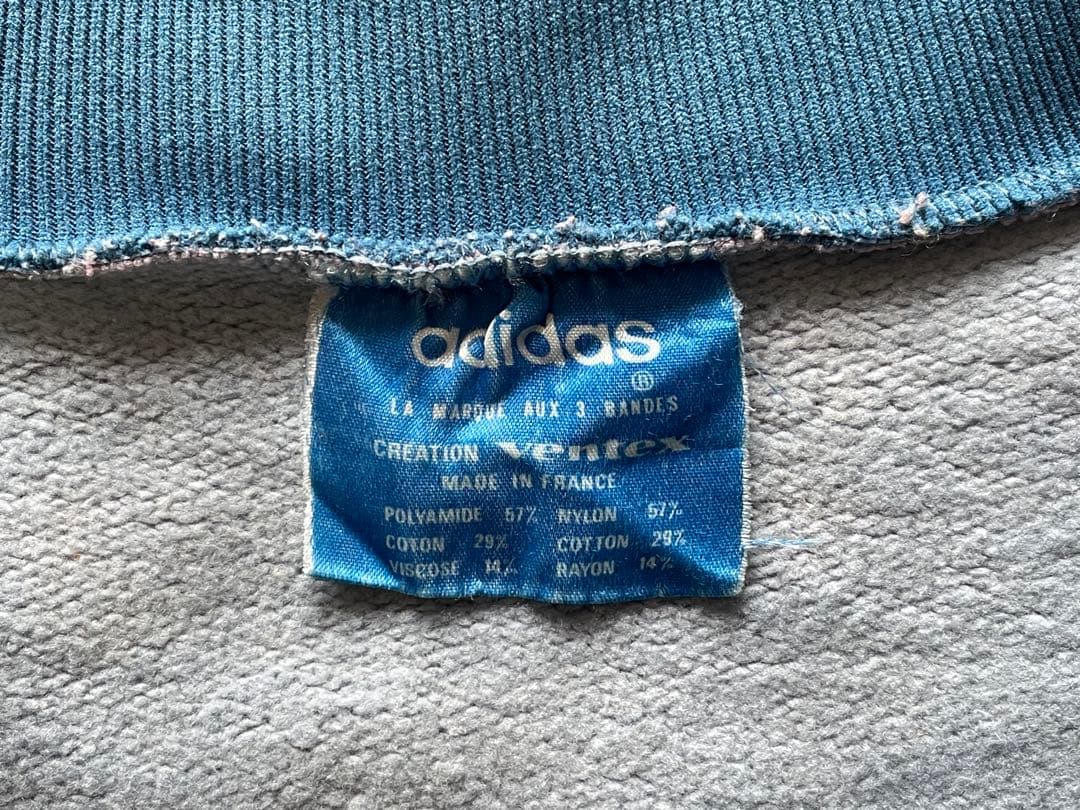 adidas
®
LA MARQUE AUX 3 BANDES
CREATION ventex
MADE IN FRANCE
POLYAMIDE 57% NYLON 57%
COTON 29% COTTON 29%
VISCOSE 14% RAYON 14%